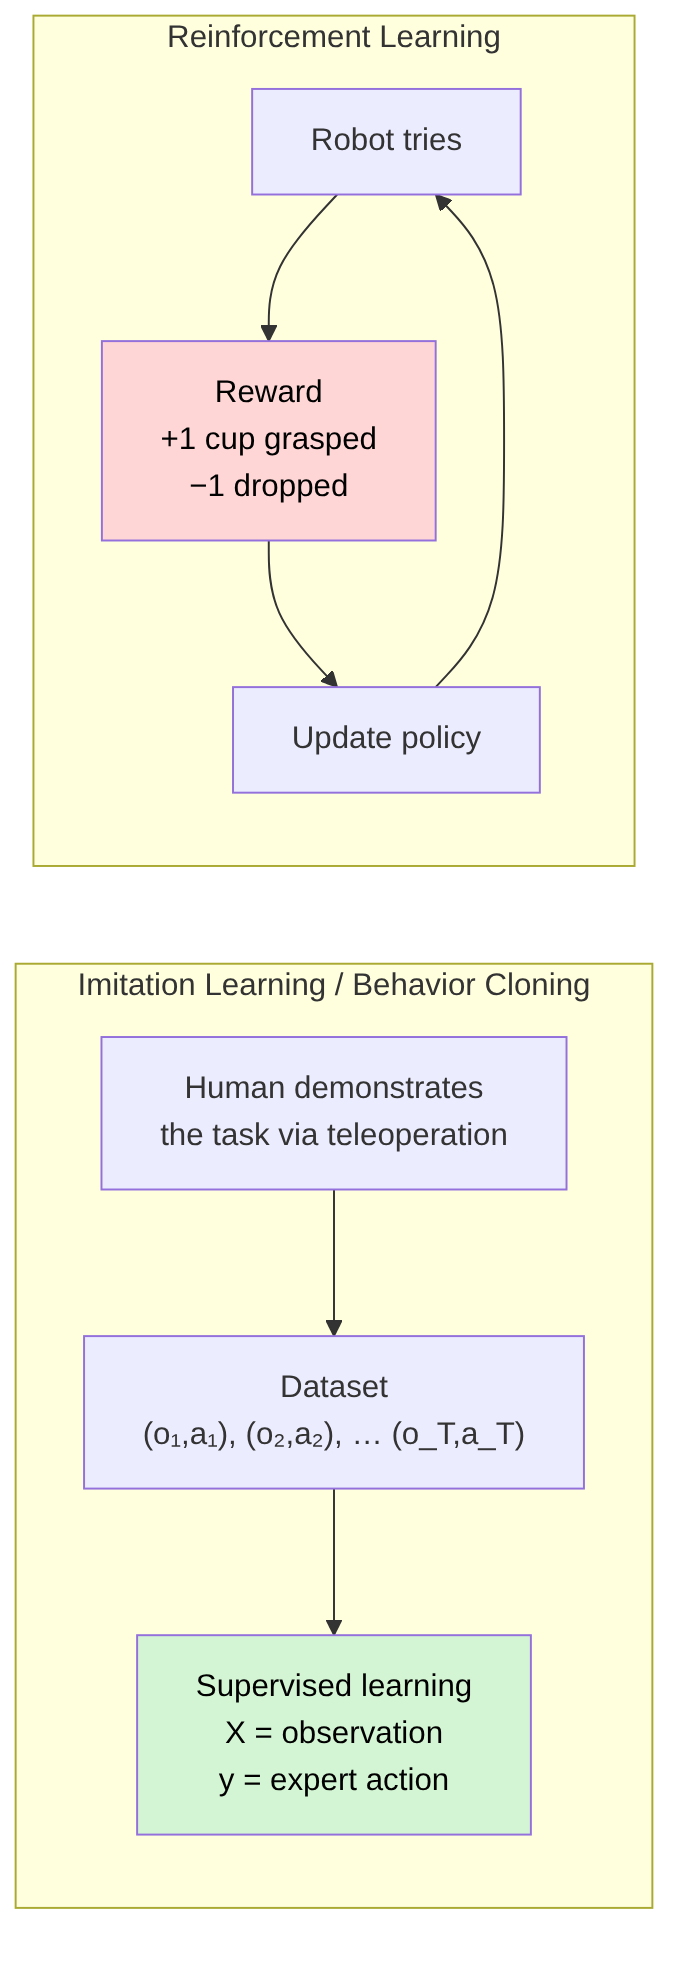 Reinforcement Learning
Robot tries
Reward
+1 cup grasped
−1 dropped
Update policy
Imitation Learning / Behavior Cloning
Human demonstrates
the task via teleoperation
Dataset
(o₁,a₁), (o₂,a₂), … (o_T,a_T)
Supervised learning
X = observation
y = expert action